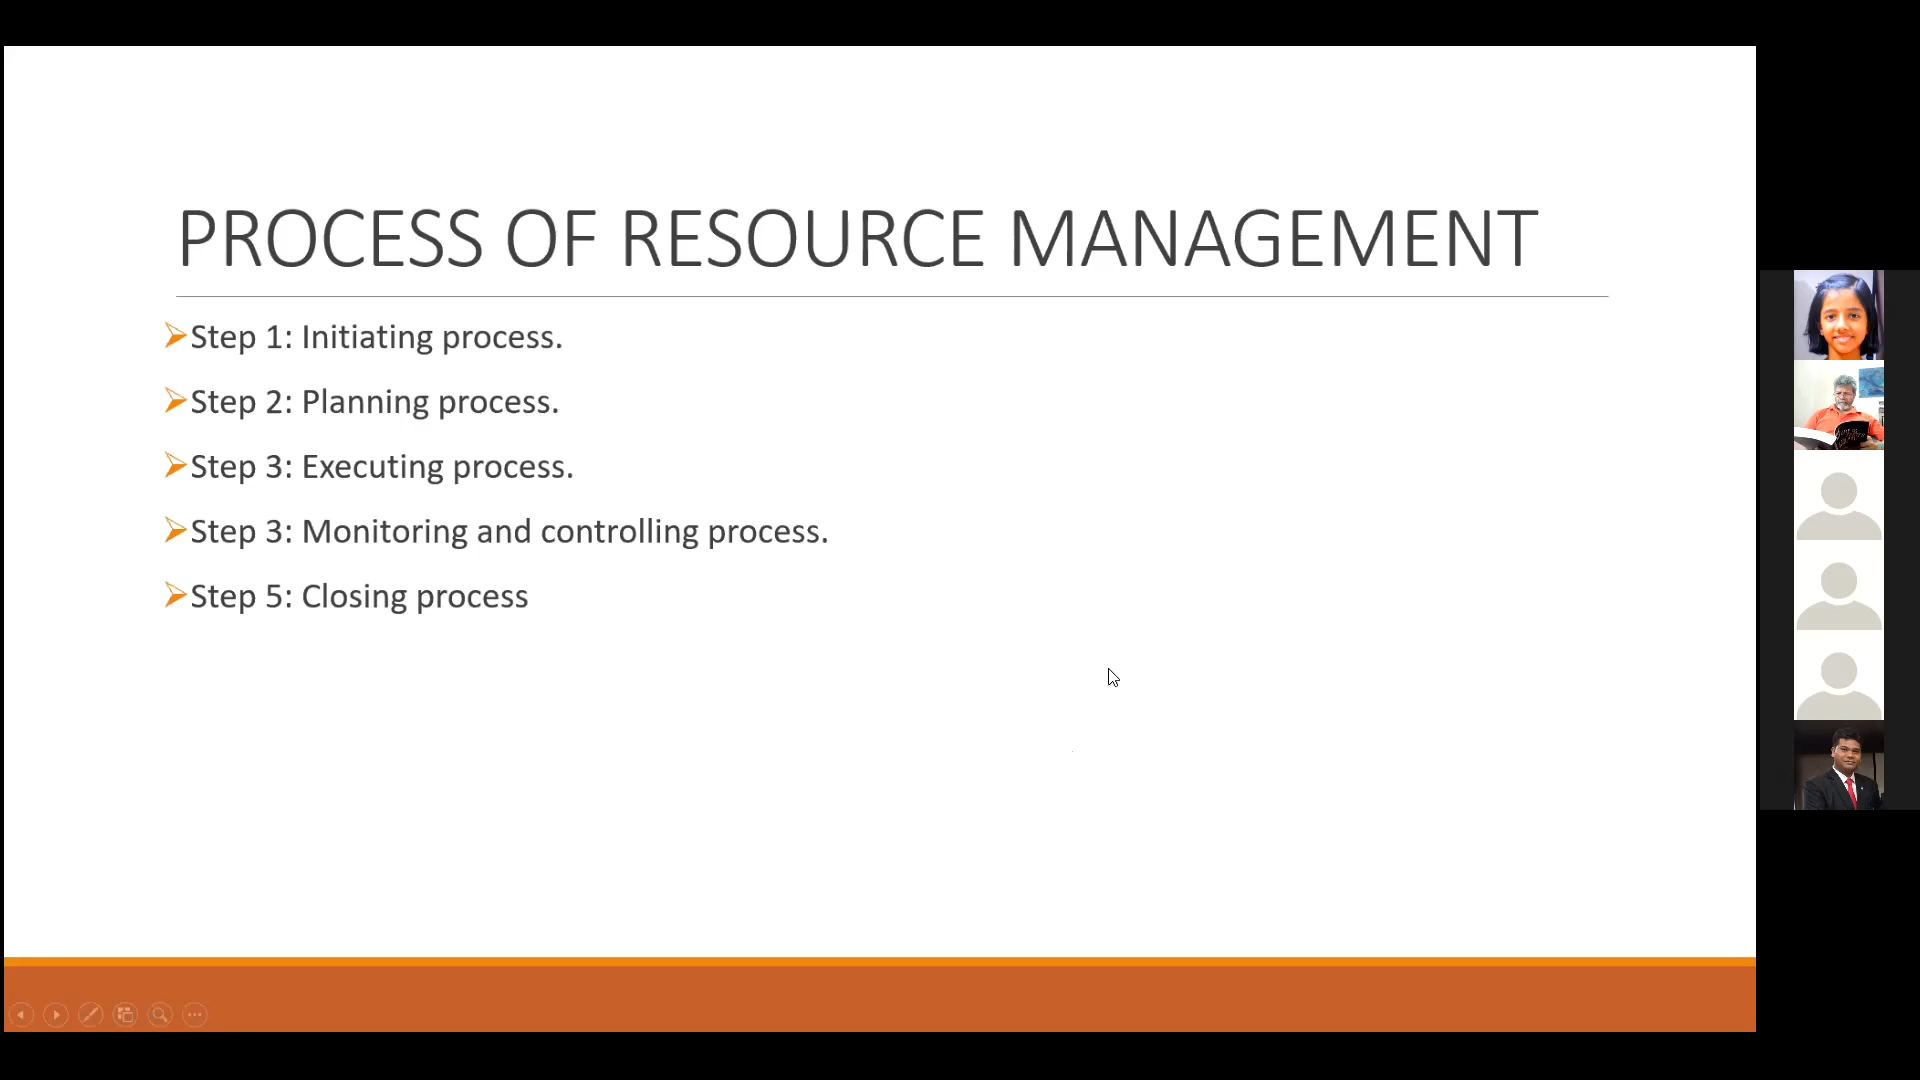 PROCESS OF RESOURCE MANAGEMENT
Step 1: Initiating process.
Step 2: Planning process.
Step 3: Executing process.
Step 3: Monitoring and controlling process.
Step 5: Closing process